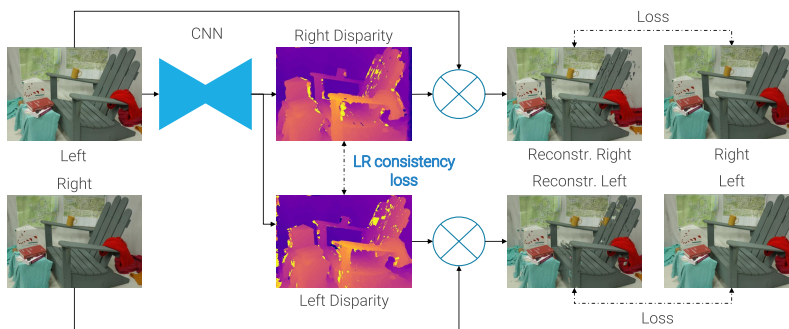 Loss
CNN
Right Disparity
Left
Reconstr. Right
Right
LR consistency
loss
Right
Reconstr. Left
Left
Left Disparity
Loss